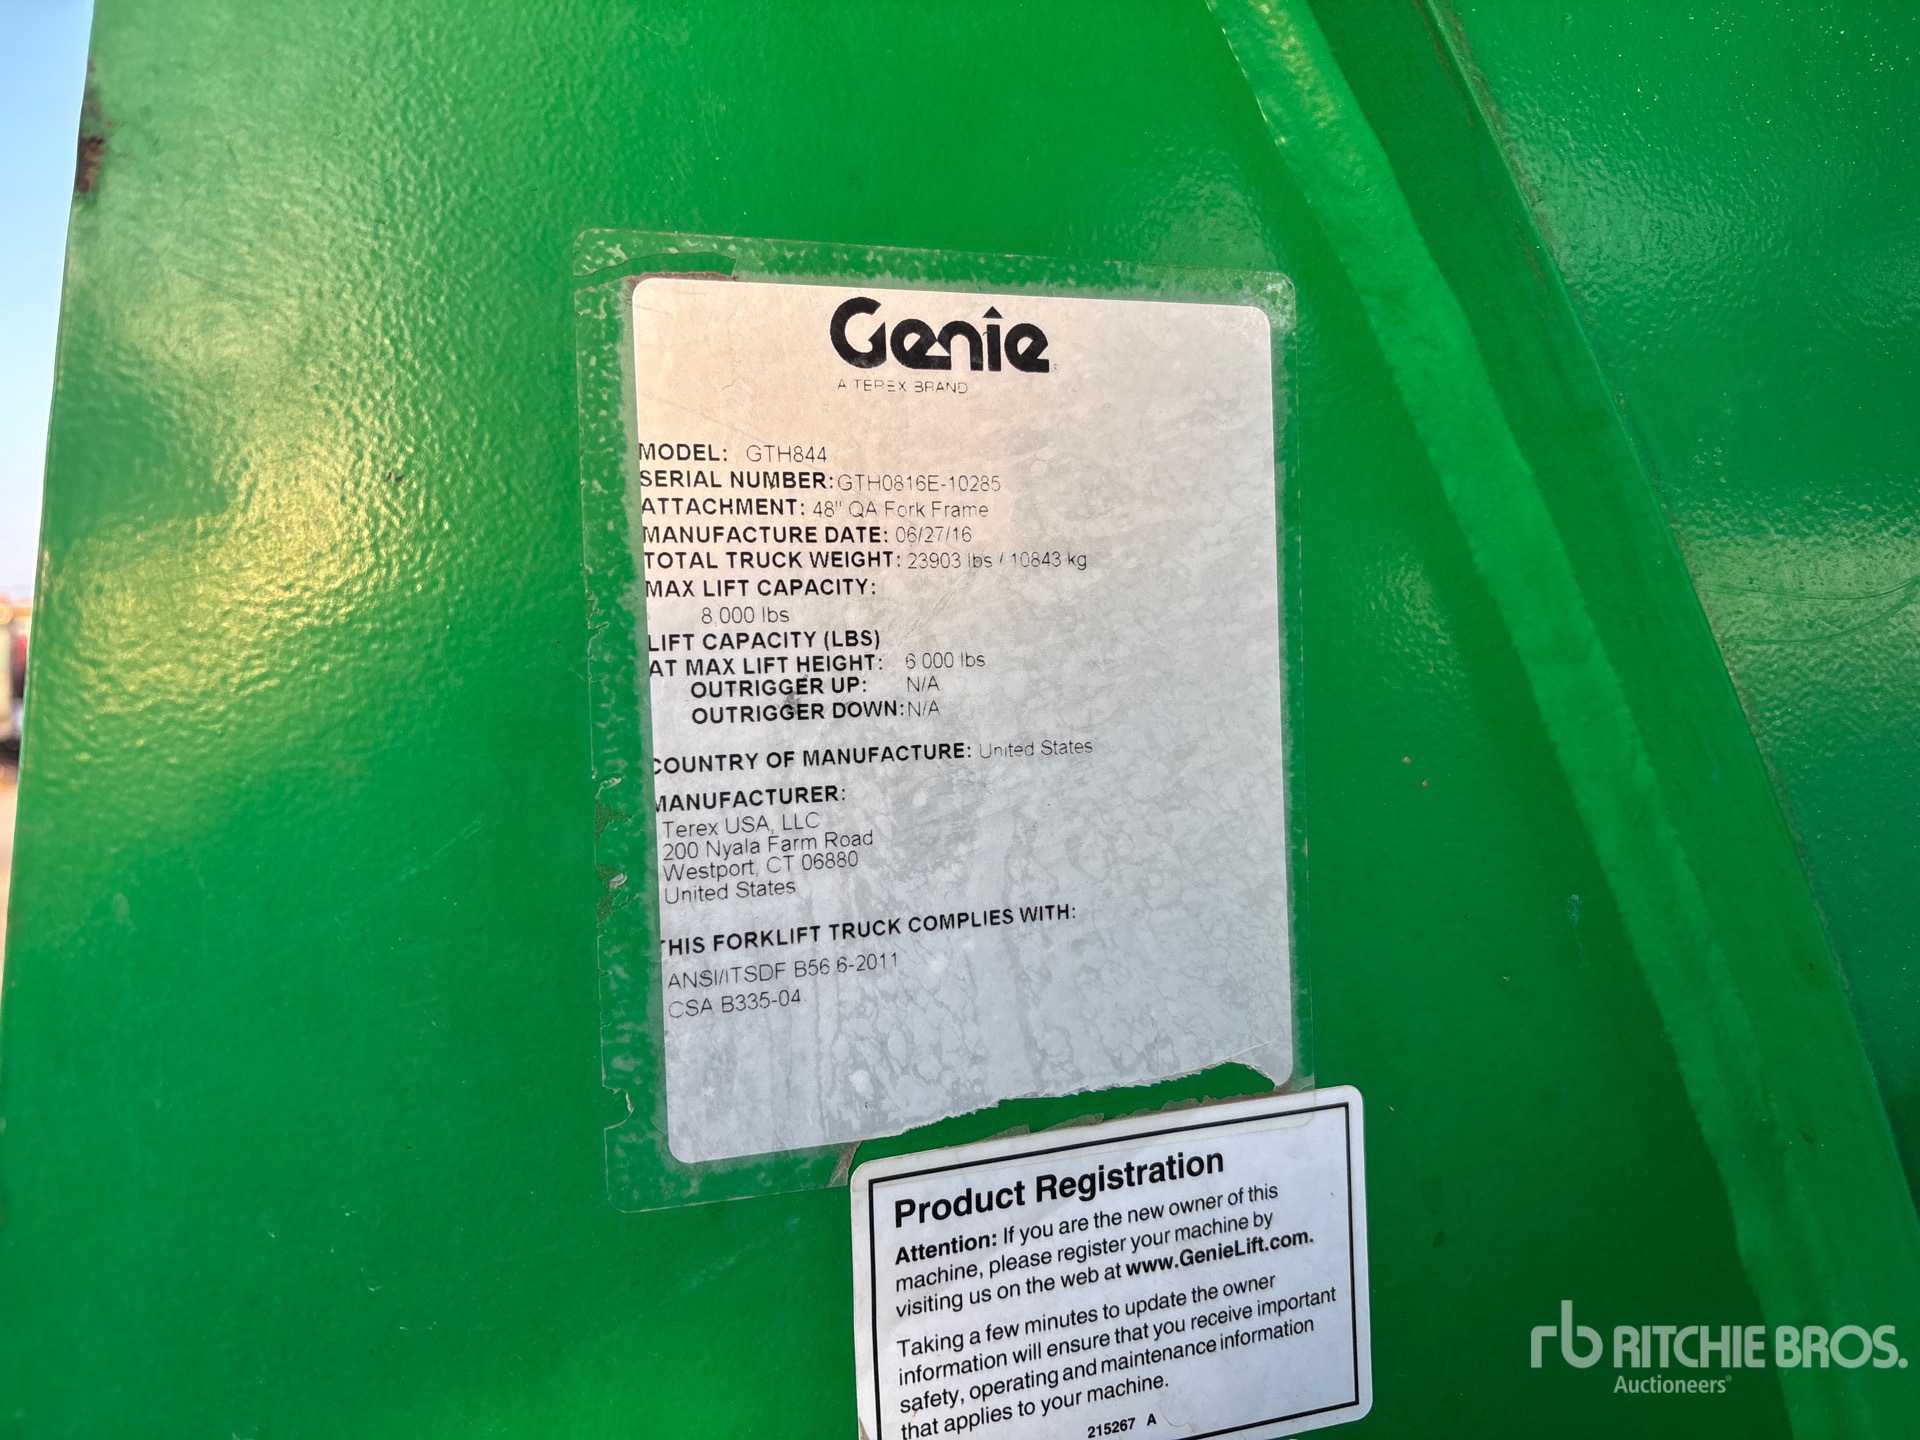 Genie
A TEREX BRAND
MODEL: GTH844
SERIAL NUMBER: GTH0816E-10285
ATTACHMENT: 48" QA Fork Frame
MANUFACTURE DATE: 06/27/16
TOTAL TRUCK WEIGHT: 23903 lbs / 10843 kg
MAX LIFT CAPACITY:
8,000 lbs
LIFT CAPACITY (LBS)
AT MAX LIFT HEIGHT: 6,000 lbs
OUTRIGGER UP: N/A
OUTRIGGER DOWN: N/A
COUNTRY OF MANUFACTURE: United States
MANUFACTURER:
Terex USA, LLC
200 Nyala Farm Road
Westport, CT 06880
United States
THIS FORKLIFT TRUCK COMPLIES WITH:
ANSI/ITSDF B56.6-2011
CSA B335-04
Product Registration
Attention: If you are the new owner of this
machine, please register your machine by
visiting us on the web at www.GenieLift.com.
Taking a few minutes to update the owner
information will ensure that you receive important
safety, operating and maintenance information
that applies to your machine.
215267 A
rb RITCHIE BROS.
Auctioneers®